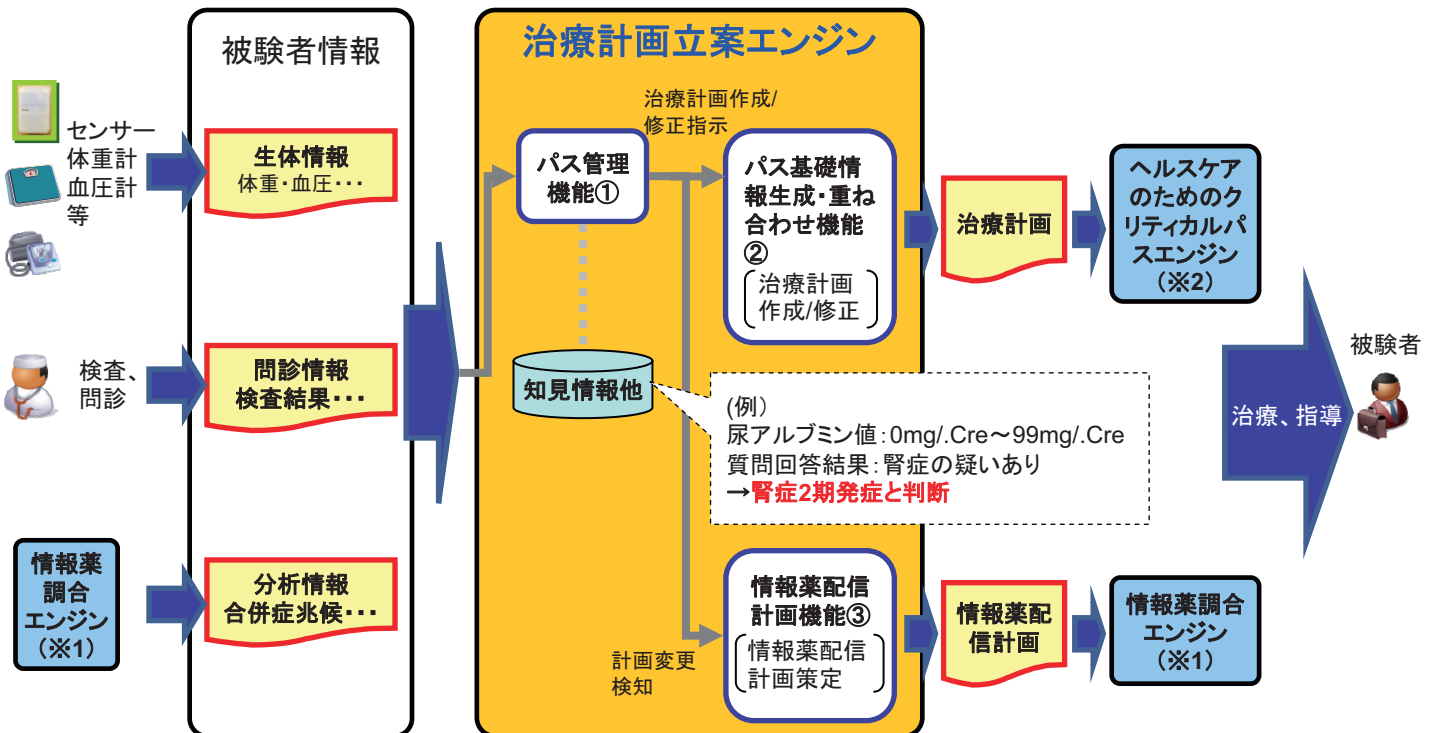 被験者情報
センサー
体重計
血圧計
等
生体情報
体重・血圧・・・
検査、
問診
問診情報
検査結果・・・
情報薬
調合
エンジン
(※1)
分析情報
合併症兆候・・・
治療計画立案エンジン
治療計画作成/
修正指示
パス管理
機能①
パス基礎情
報生成・重ね
合わせ機能
②
治療計画
作成/修正
知見情報他
(例)
尿アルブミン値:0mg/.Cre～99mg/.Cre
質問回答結果:腎症の疑いあり
→腎症2期発症と判断
計画変更
検知
情報薬配信
計画機能③
情報薬配信
計画策定
治療計画
ヘルスケア
のためのク
リティカルパ
スエンジン
(※2)
情報薬配
信計画
情報薬調合
エンジン
(※1)
治療、指導
被験者